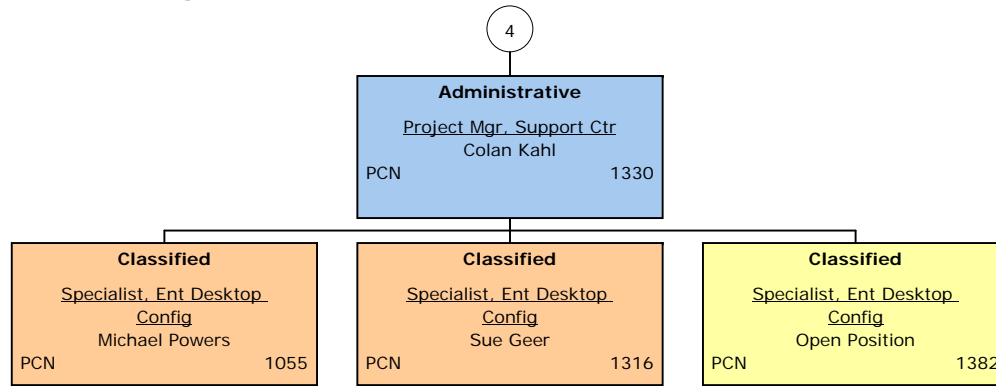 4
Administrative
Project Mgr, Support Ctr
Colan Kahl
PCN 1330
Classified
Specialist, Ent Desktop
Config
Michael Powers
PCN 1055
Classified
Specialist, Ent Desktop
Config
Sue Geer
PCN 1316
Classified
Specialist, Ent Desktop
Config
Open Position
PCN 1382